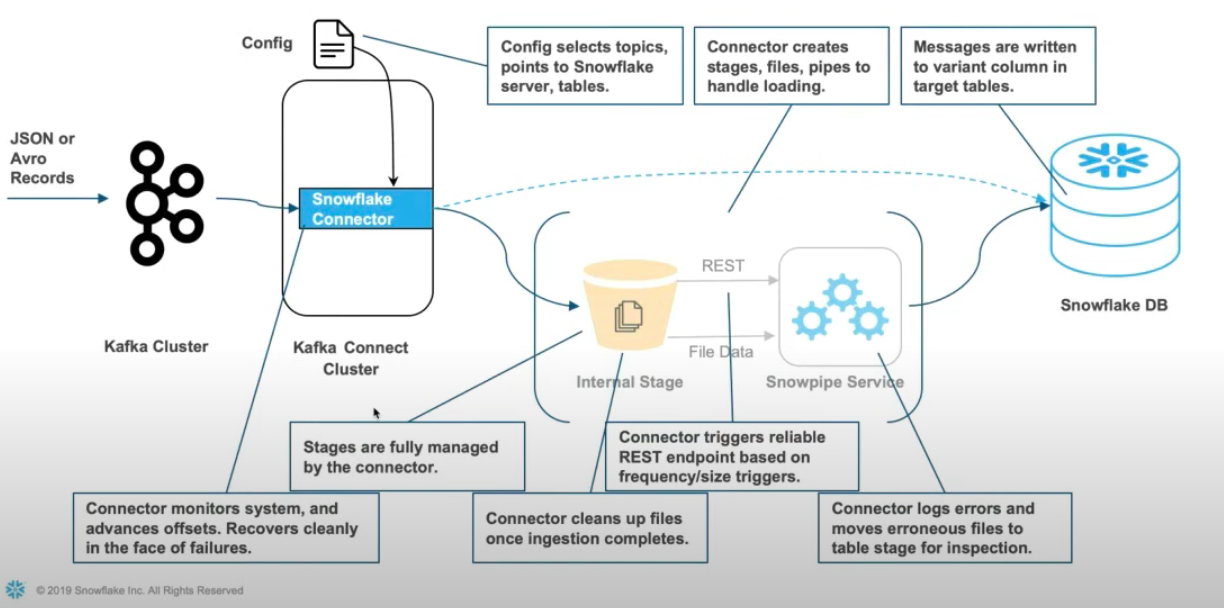 Config
Config selects topics,
points to Snowflake
server, tables.
Connector creates
stages, files, pipes to
handle loading.
Messages are written
to variant column in
target tables.
JSON or
Avro
Records
Snowflake
Connector
REST
File Data
Internal Stage
Snowpipe Service
Snowflake DB
Kafka Cluster
Kafka Connect
Cluster
Stages are fully managed
by the connector.
Connector triggers reliable
REST endpoint based on
frequency/size triggers.
Connector monitors system, and
advances offsets. Recovers cleanly
in the face of failures.
Connector cleans up files
once ingestion completes.
Connector logs errors and
moves erroneous files to
table stage for inspection.
© 2019 Snowflake Inc. All Rights Reserved